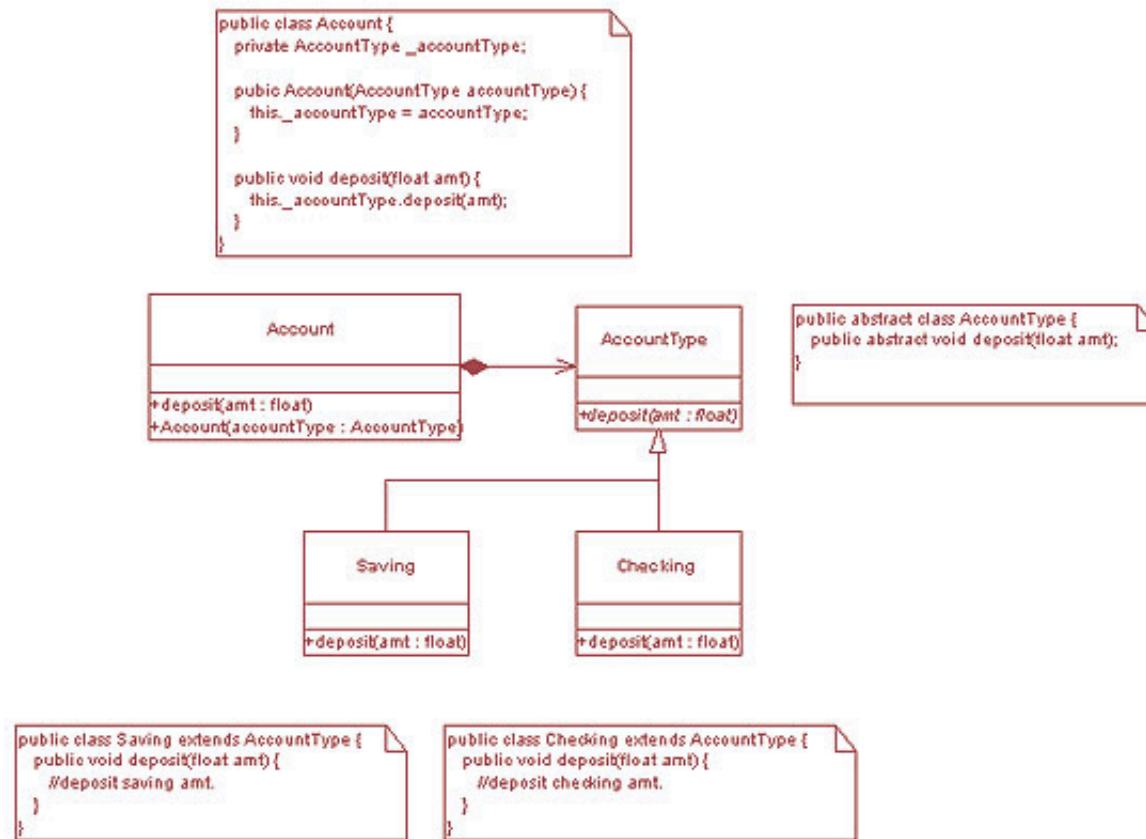 public class Account {
private AccountType _accountType;
pubic Account(AccountType accountType) {
this._accountType = accountType;
}
public void deposit(float amt) {
this._accountType.deposit(amt);
}
}
Account
+deposit(amt : float)
+Account(accountType : AccountType)
AccountType
+deposit(amt : float)
public abstract class AccountType {
public abstract void deposit(float amt);
}
Saving
+deposit(amt : float)
Checking
+deposit(amt : float)
public class Saving extends AccountType {
public void deposit(float amt) {
//deposit saving amt.
}
}
public class Checking extends AccountType {
public void deposit(float amt) {
//deposit checking amt.
}
}